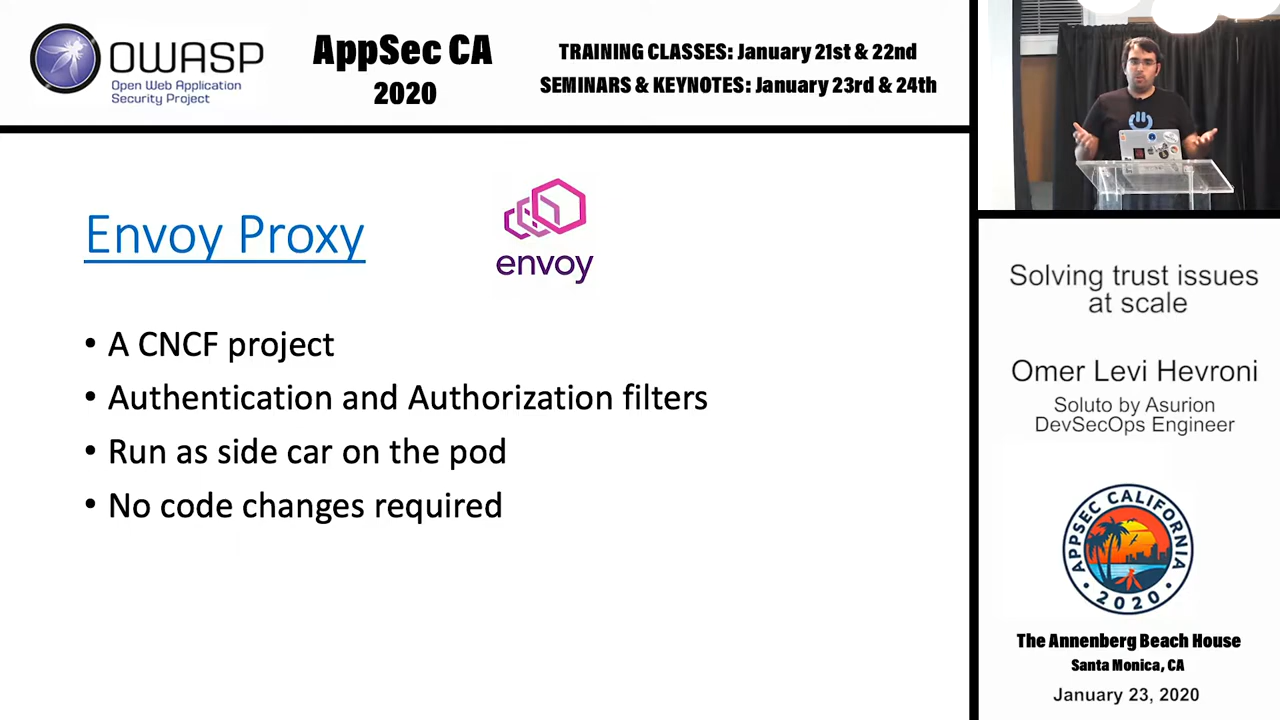 OWASP
Open Web Application
Security Project
AppSec CA
2020
TRAINING CLASSES: January 21st & 22nd
SEMINARS & KEYNOTES: January 23rd & 24th
Envoy Proxy
envoy
• A CNCF project
• Authentication and Authorization filters
• Run as side car on the pod
• No code changes required
Solving trust issues
at scale
Omer Levi Hevroni
Soluto by Asurion
DevSecOps Engineer
APPSEC CALIFORNIA
• 2020 •
The Annenberg Beach House
Santa Monica, CA
January 23, 2020